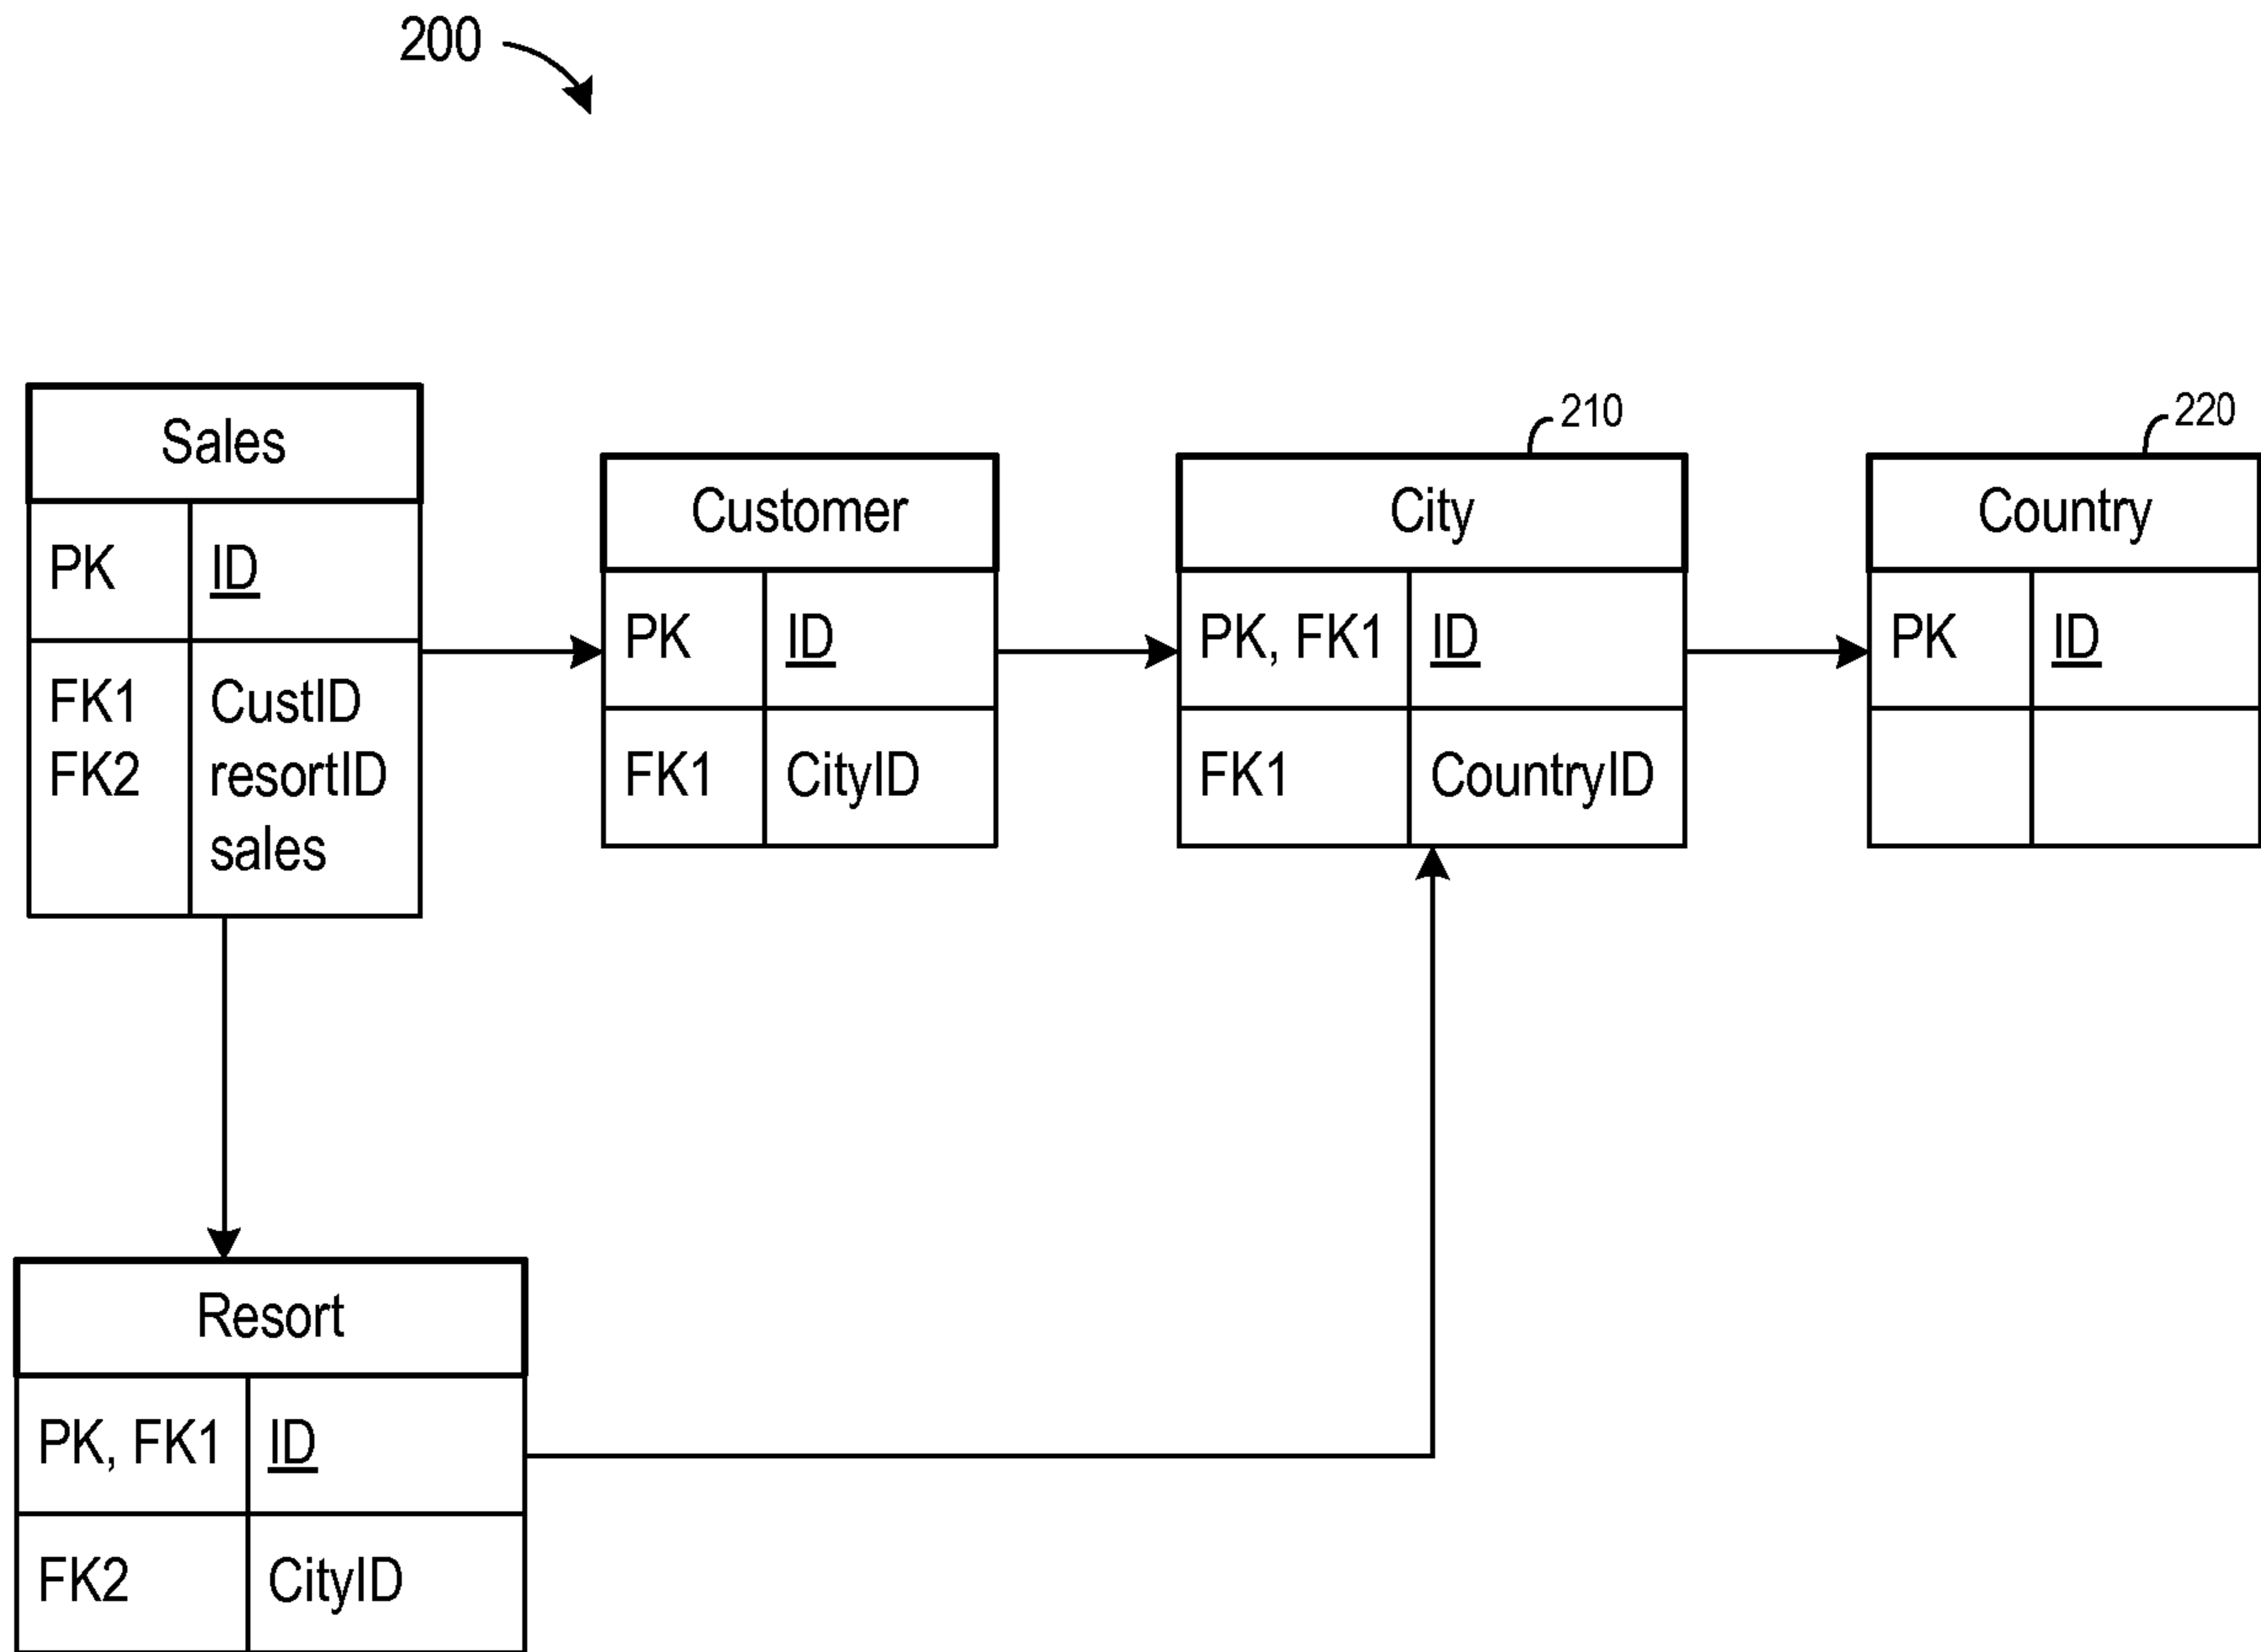 200
Sales
PK ID
FK1 CustID
FK2 resortID
sales
Customer
PK ID
FK1 CityID
210
City
PK, FK1 ID
FK1 CountryID
220
Country
PK ID
Resort
PK, FK1 ID
FK2 CityID